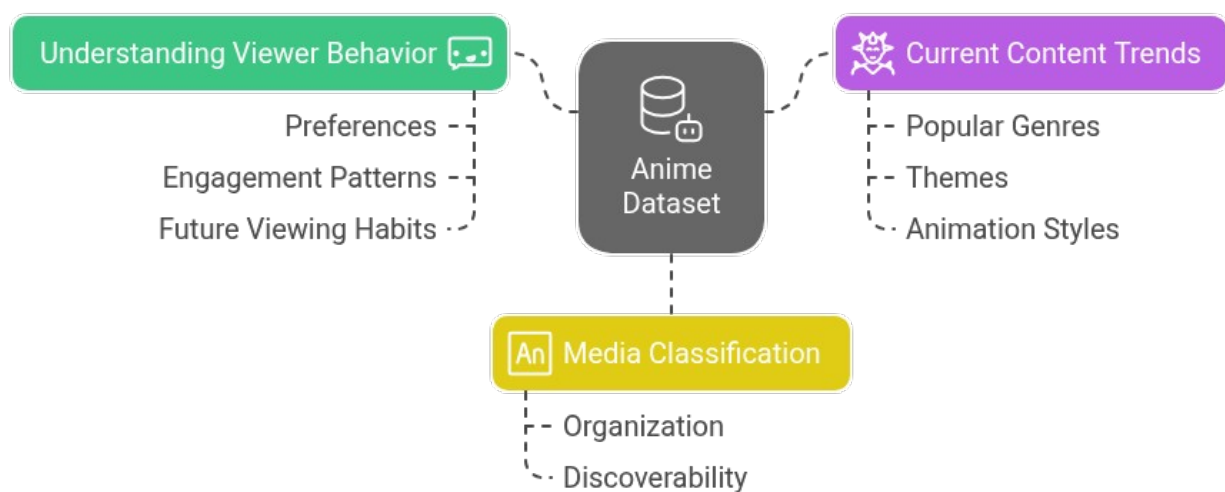 Understanding Viewer Behavior
Preferences
Engagement Patterns
Future Viewing Habits
Anime
Dataset
Current Content Trends
Popular Genres
Themes
Animation Styles
An
Media Classification
Organization
Discoverability